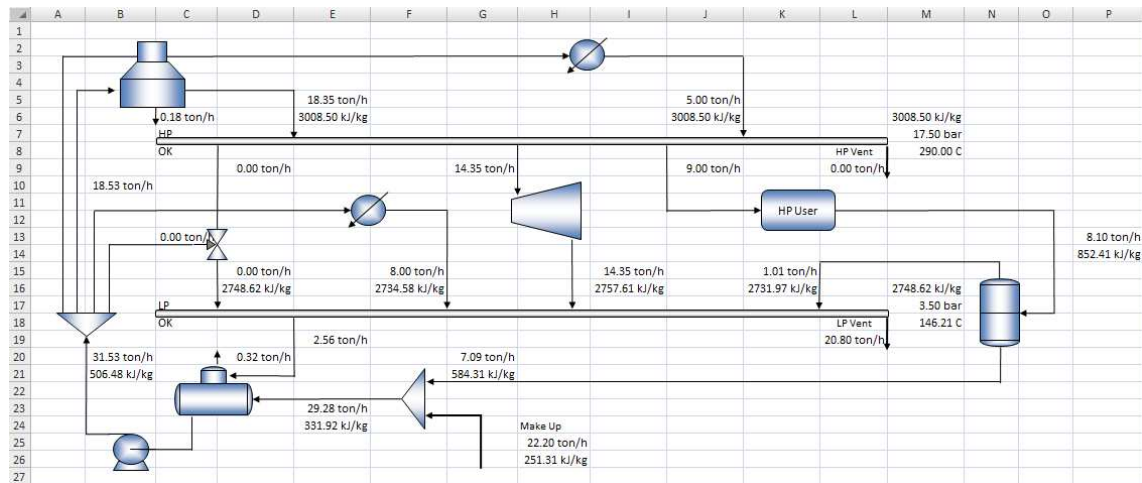 A B C D E F G H I J K L M N O P
1
2
3
4
5 18.35 ton/h 5.00 ton/h
6 0.18 ton/h 3008.50 kJ/kg 3008.50 kJ/kg 3008.50 kJ/kg
7 HP 17.50 bar
8 OK HP Vent 290.00 C
9 0.00 ton/h 14.35 ton/h 9.00 ton/h 0.00 ton/h
10 18.53 ton/h
11 HP User
12
13 0.00 ton/h 8.10 ton/h
14 852.41 kJ/kg
15 0.00 ton/h 8.00 ton/h 14.35 ton/h 1.01 ton/h
16 2748.62 kJ/kg 2734.58 kJ/kg 2757.61 kJ/kg 2731.97 kJ/kg 2748.62 kJ/kg
17 LP 3.50 bar
18 OK LP Vent 146.21 C
19 2.56 ton/h 20.80 ton/h
20 31.53 ton/h 0.32 ton/h 7.09 ton/h
21 506.48 kJ/kg 584.31 kJ/kg
22
23 29.28 ton/h
24 331.92 kJ/kg Make Up
25 22.20 ton/h
26 251.31 kJ/kg
27